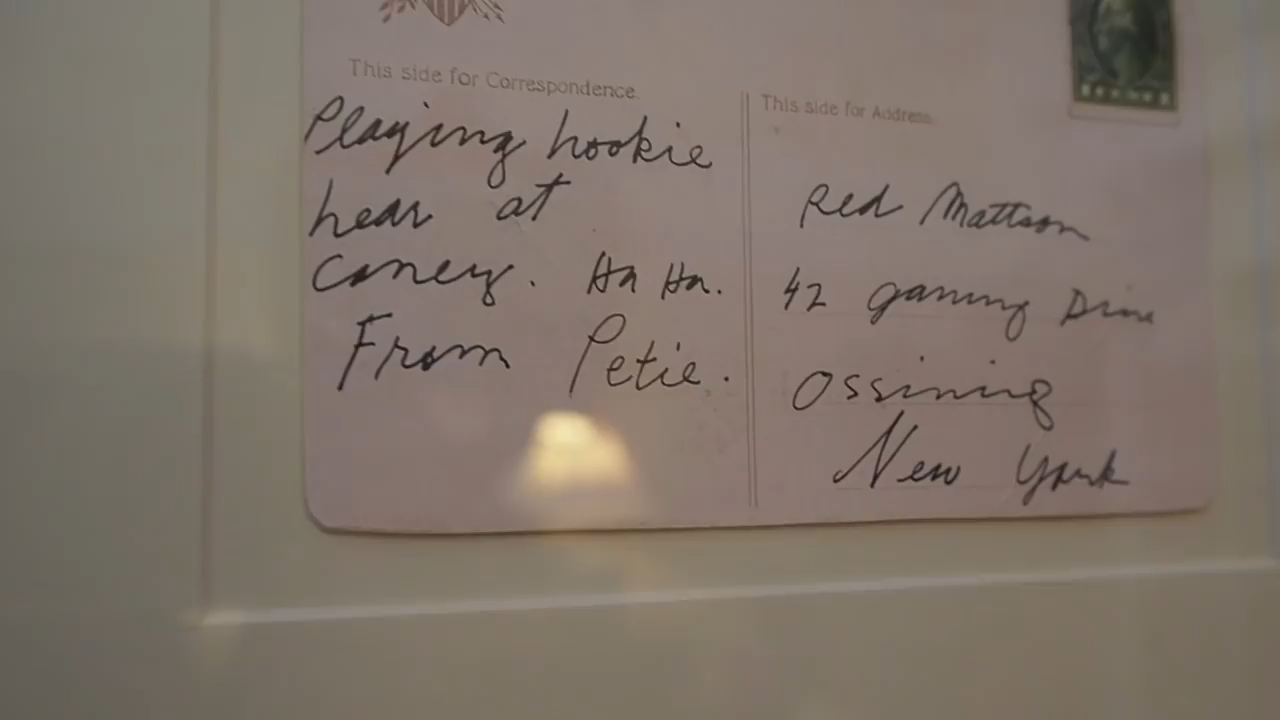 This side for Correspondence.
Playing hookie
hear at
Coney. Ha Ha.
From Petie.
This side for Address.
Red Mattson
42 Drive
Ossining
New York